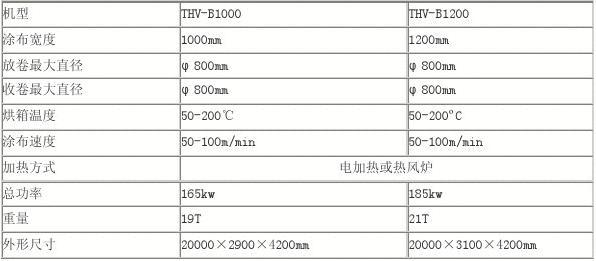 机型 THV-B1000 THV-B1200
涂布宽度 1000mm 1200mm
放卷最大直径 φ 800mm φ 800mm
收卷最大直径 φ 800mm φ 800mm
烘箱温度 50-200℃ 50-200ºC
涂布速度 50-100m/min 50-100m/min
加热方式 电加热或热风炉
总功率 165kw 185kw
重量 19T 21T
外形尺寸 20000×2900×4200mm 20000×3100×4200mm